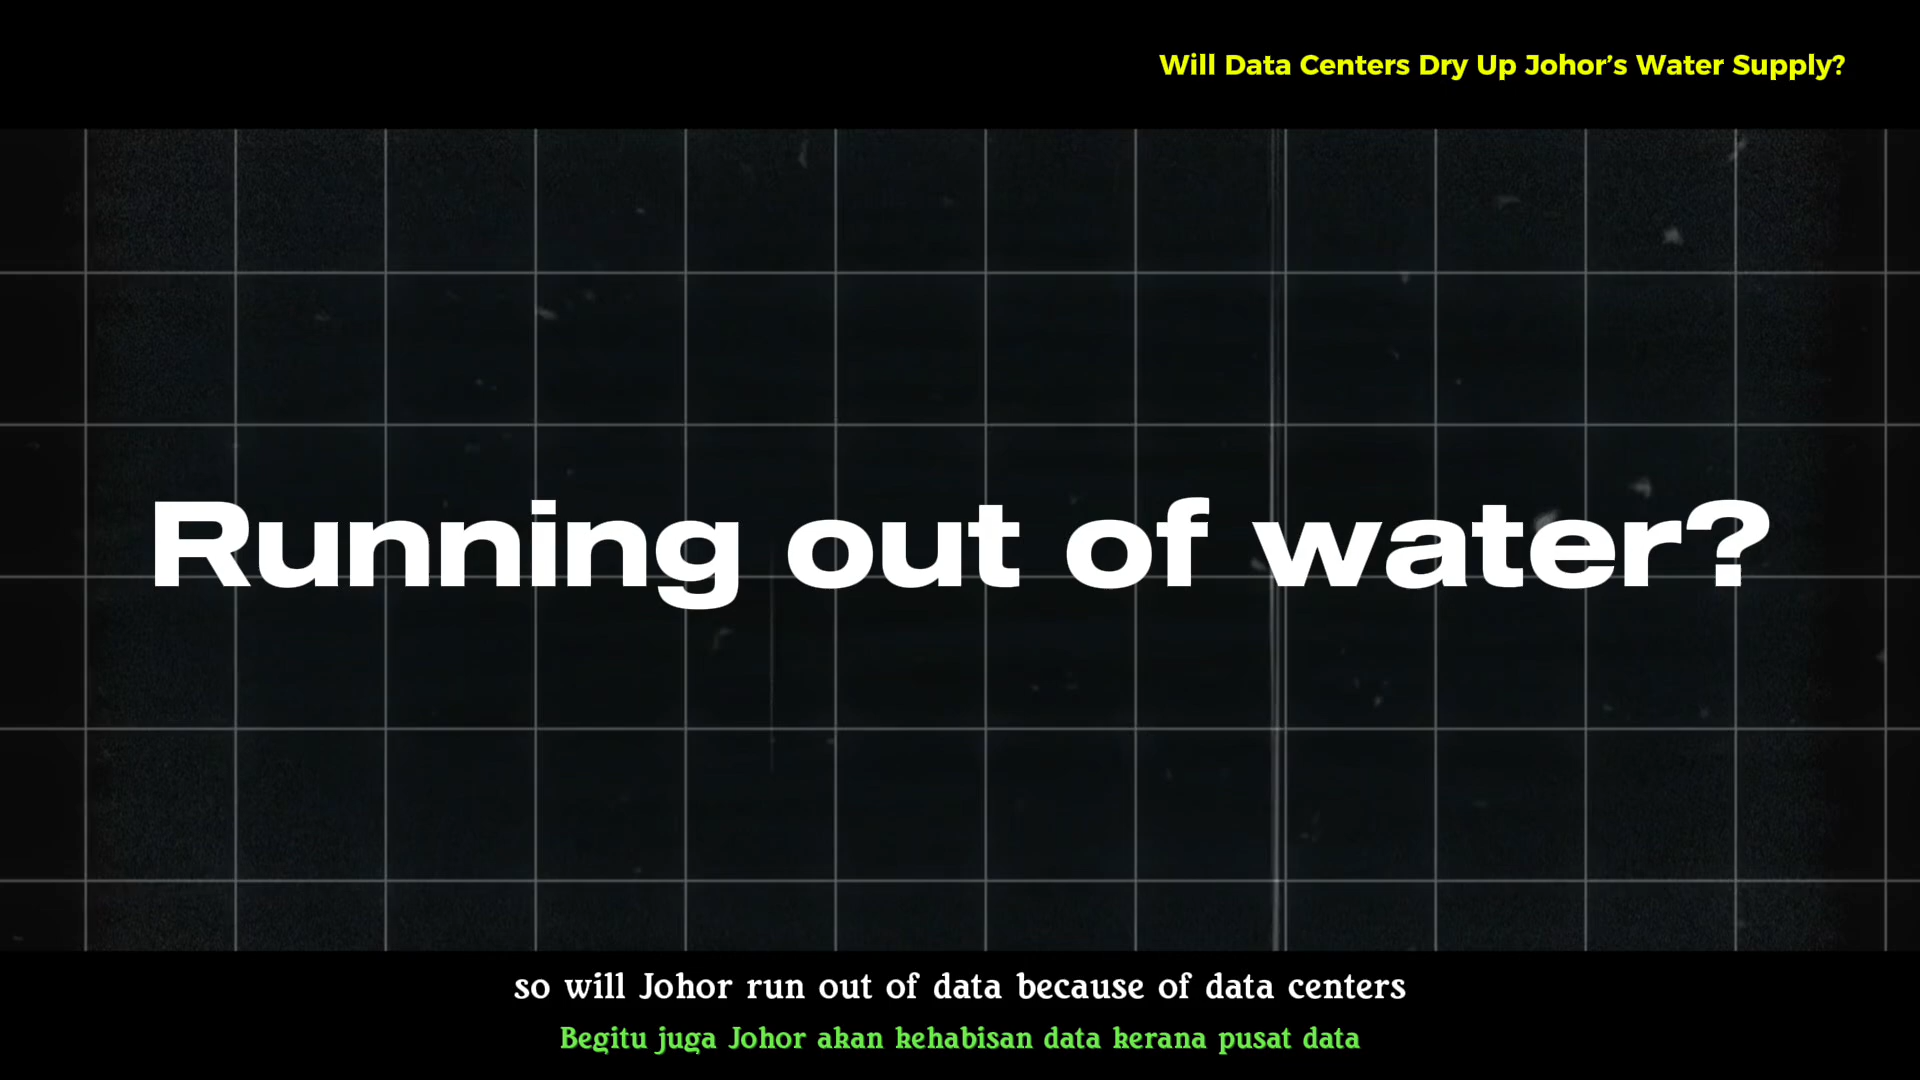 Will Data Centers Dry Up Johor's Water Supply?
Running out of water?
so will Johor run out of data because of data centers
Begitu juga Johor akan kehabisan data kerana pusat data